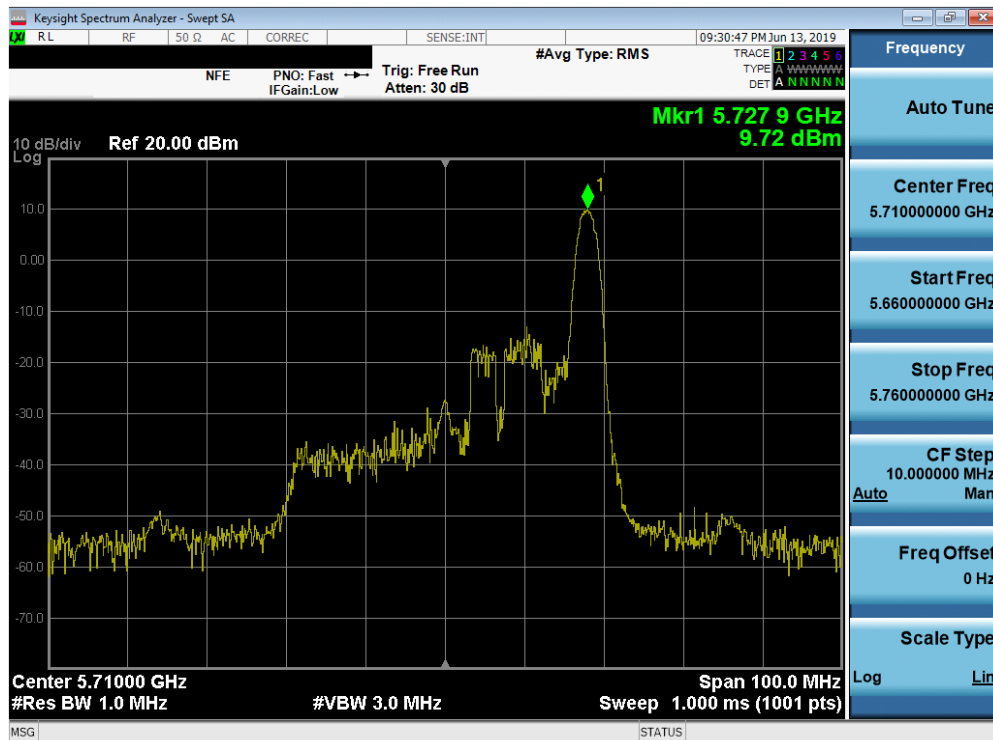 Keysight Spectrum Analyzer - Swept SA
LXI RL RF 50 Ω AC CORREC SENSE:INT 09:30:47 PM Jun 13, 2019
#Avg Type: RMS TRACE 1 2 3 4 5 6
NFE PNO: Fast Trig: Free Run TYPE A WWWWW
IFGain:Low Atten: 30 dB DET A N N N N N
Mkr1 5.727 9 GHz
9.72 dBm
10 dB/div Ref 20.00 dBm
Log
1
10.0
0.00
-10.0
-20.0
-30.0
-40.0
-50.0
-60.0
-70.0
Center 5.71000 GHz Span 100.0 MHz
#Res BW 1.0 MHz #VBW 3.0 MHz Sweep 1.000 ms (1001 pts)
MSG STATUS
Frequency
Auto Tune
Center Freq
5.710000000 GHz
Start Freq
5.660000000 GHz
Stop Freq
5.760000000 GHz
CF Step
10.000000 MHz
Auto Man
Freq Offset
0 Hz
Scale Type
Log Lin